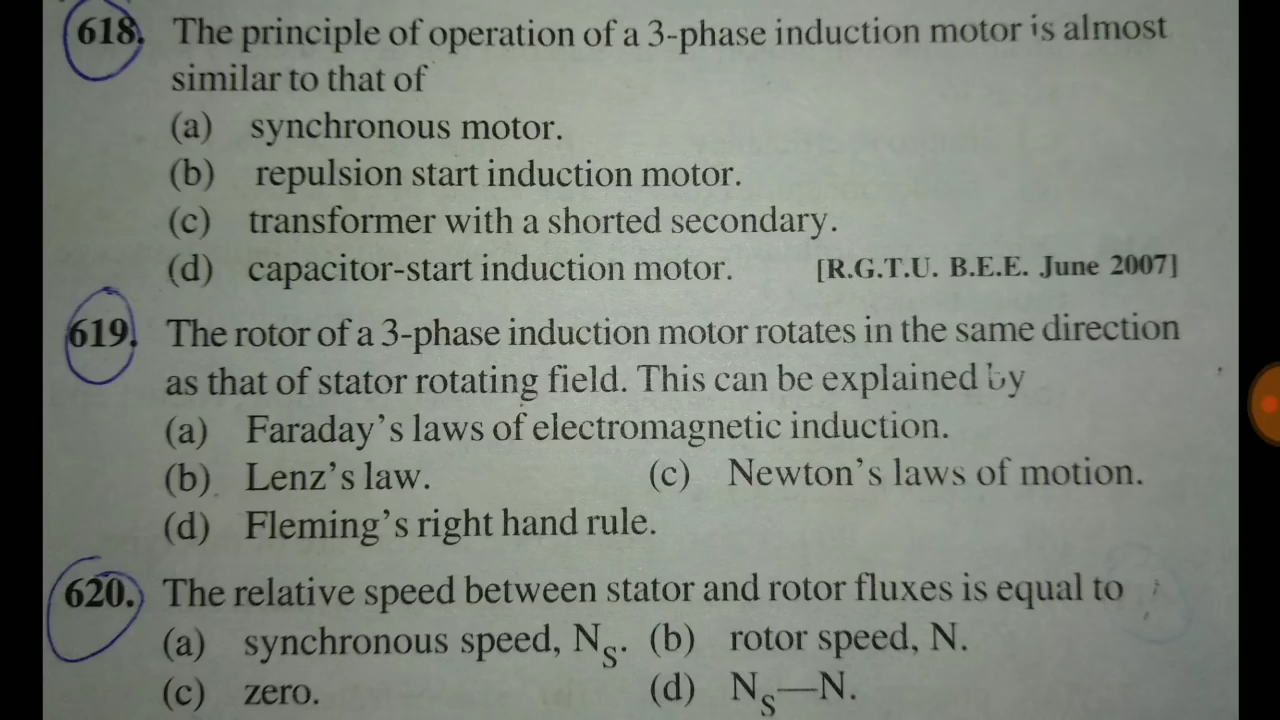 618. The principle of operation of a 3-phase induction motor is almost
similar to that of
(a) synchronous motor.
(b) repulsion start induction motor.
(c) transformer with a shorted secondary.
(d) capacitor-start induction motor. [R.G.T.U. B.E.E. June 2007]
619. The rotor of a 3-phase induction motor rotates in the same direction
as that of stator rotating field. This can be explained by
(a) Faraday's laws of electromagnetic induction.
(b) Lenz's law. (c) Newton's laws of motion.
(d) Fleming's right hand rule.
620. The relative speed between stator and rotor fluxes is equal to
(a) synchronous speed, N_S. (b) rotor speed, N.
(c) zero. (d) N_S—N.